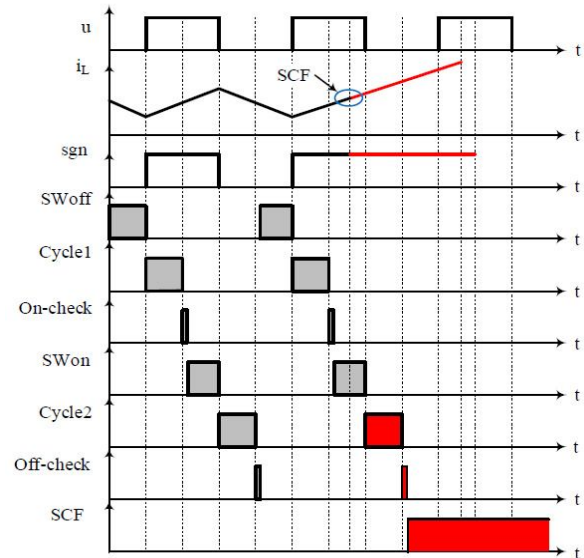 u
t
i_L
SCF
t
sgn
t
SWoff
t
Cycle1
t
On-check
t
SWon
t
Cycle2
t
Off-check
t
SCF
t